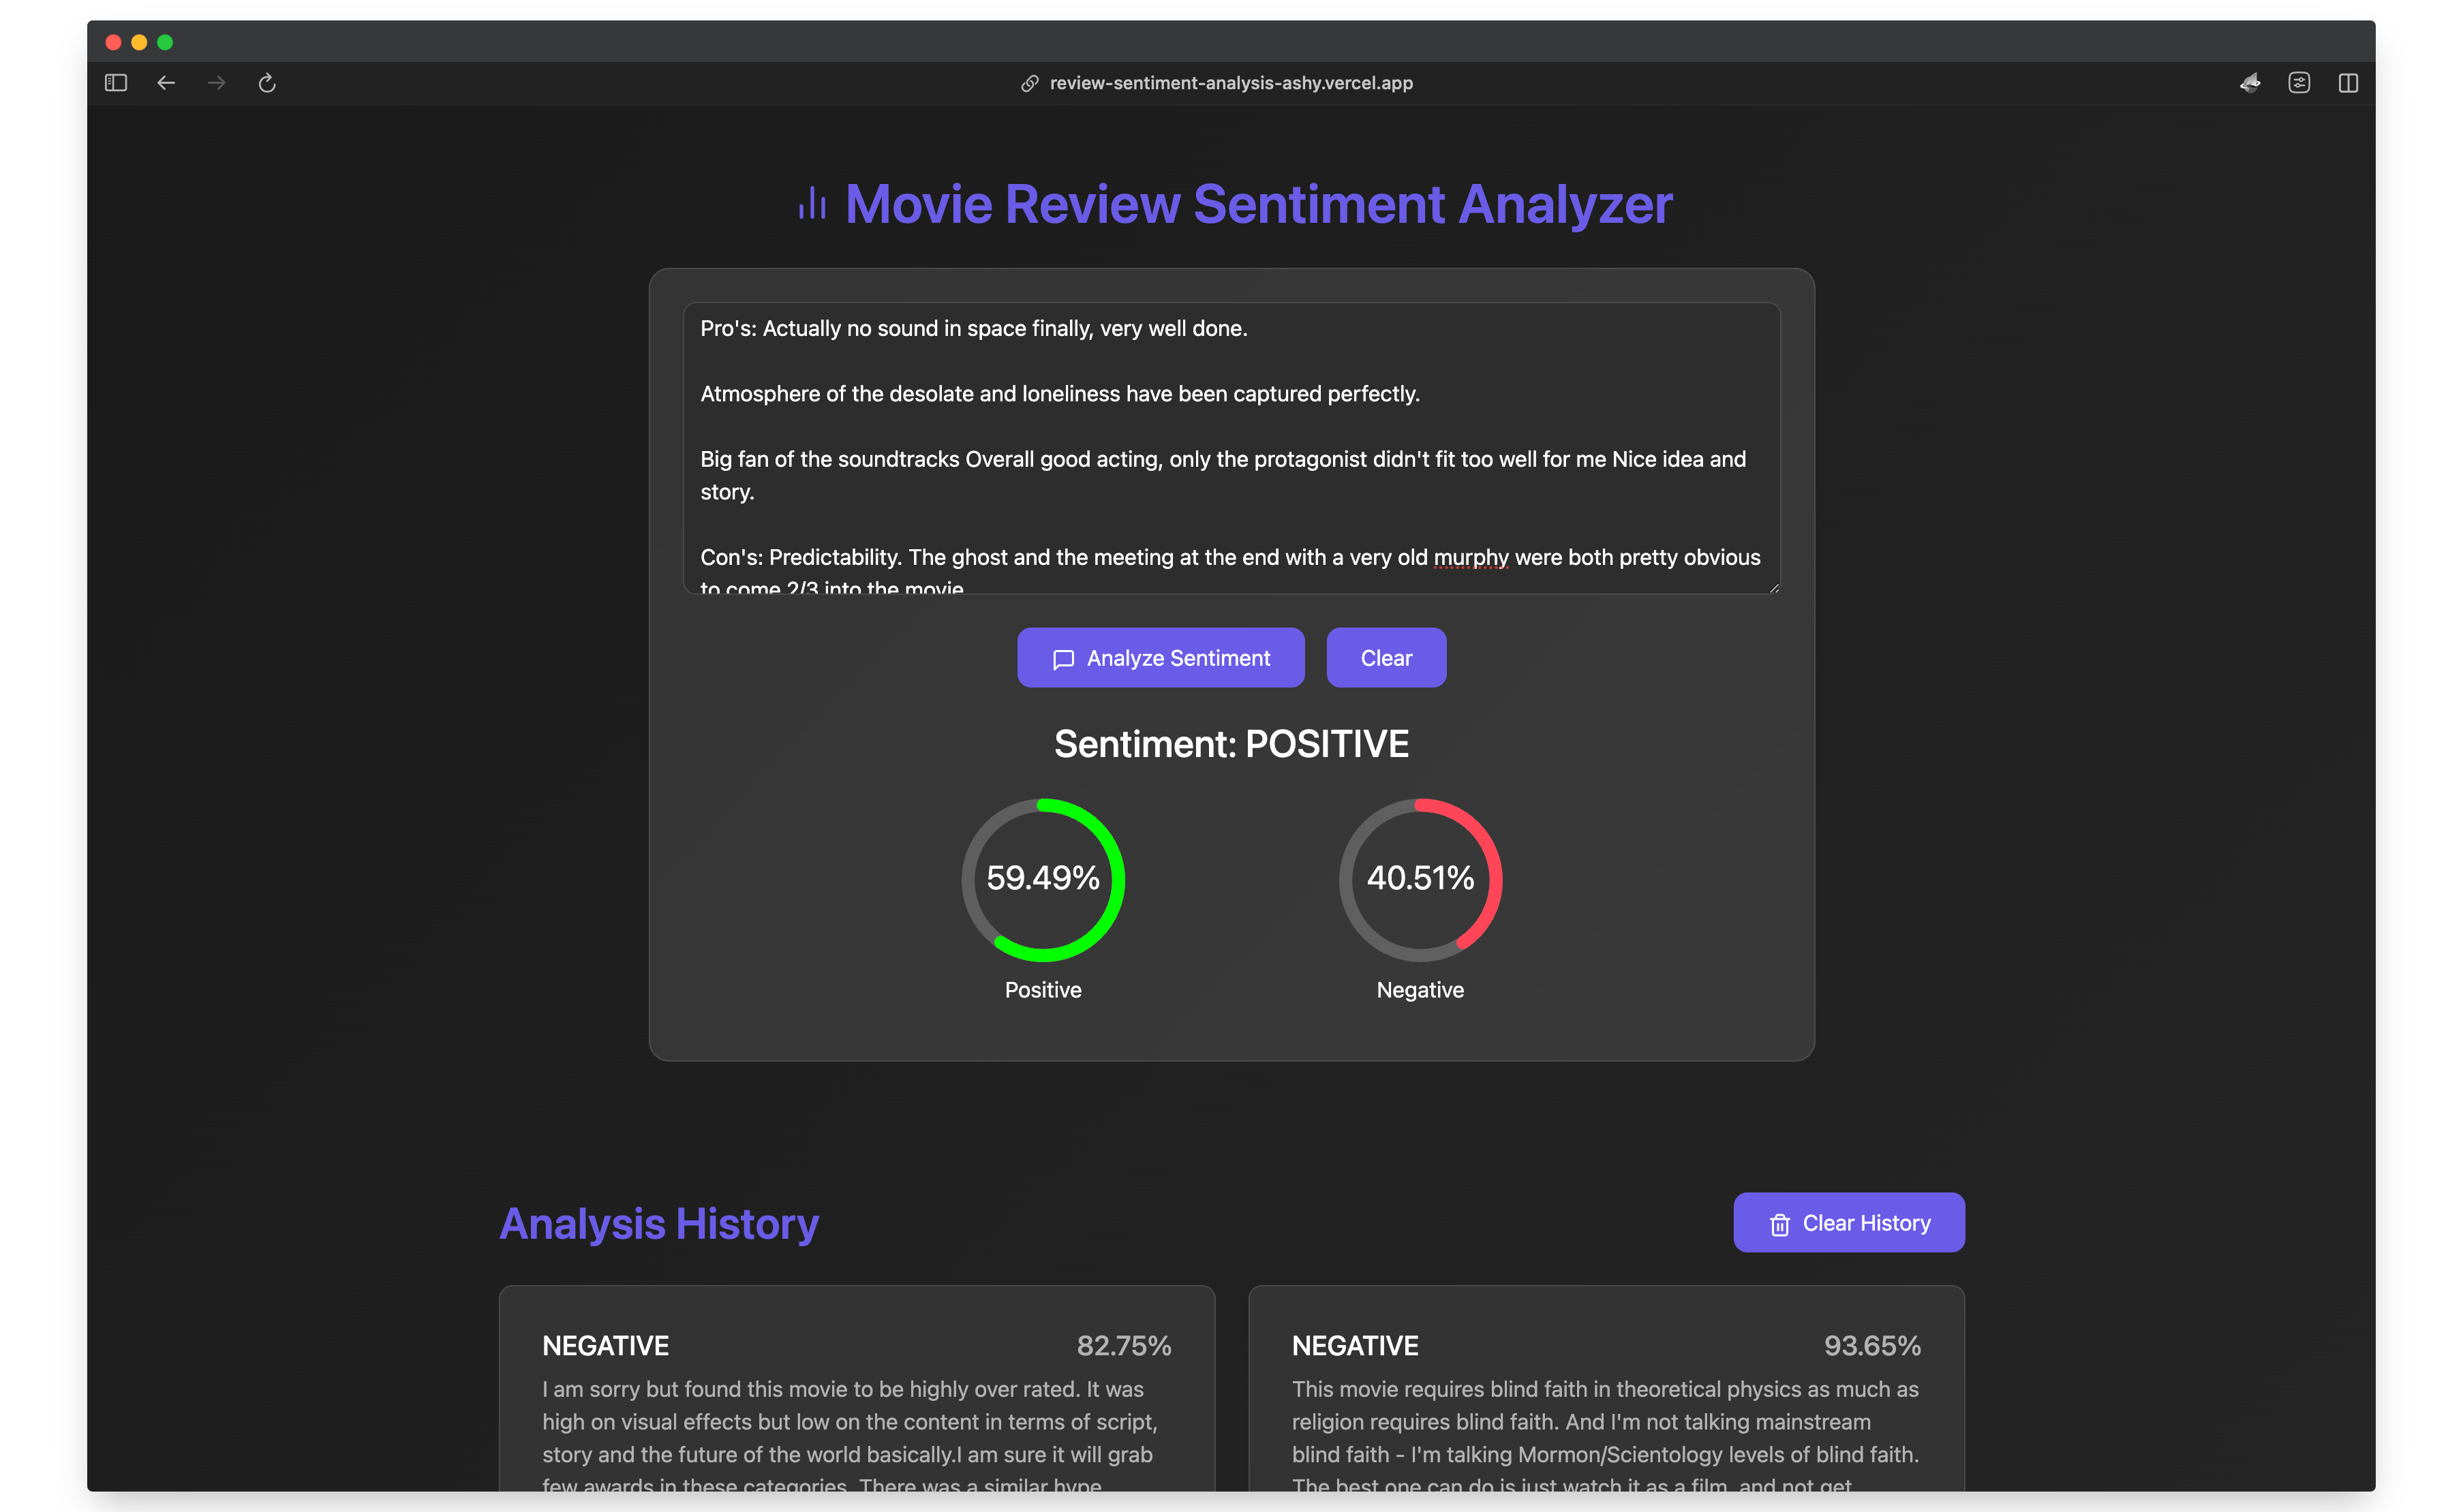 review-sentiment-analysis-ashy.vercel.app
Movie Review Sentiment Analyzer
Pro's: Actually no sound in space finally, very well done.
Atmosphere of the desolate and loneliness have been captured perfectly.
Big fan of the soundtracks Overall good acting, only the protagonist didn't fit too well for me Nice idea and
story.
Con's: Predictability. The ghost and the meeting at the end with a very old murphy were both pretty obvious
to come 2/3 into the movie
Analyze Sentiment
Clear
Sentiment: POSITIVE
59.49%
40.51%
Positive
Negative
Analysis History
Clear History
NEGATIVE
82.75%
I am sorry but found this movie to be highly over rated. It was
high on visual effects but low on the content in terms of script,
story and the future of the world basically.I am sure it will grab
few awards in these categories. There was a similar hype
NEGATIVE
93.65%
This movie requires blind faith in theoretical physics as much as
religion requires blind faith. And I'm not talking mainstream
blind faith - I'm talking Mormon/Scientology levels of blind faith.
The best one can do is just watch it as a film, and not get